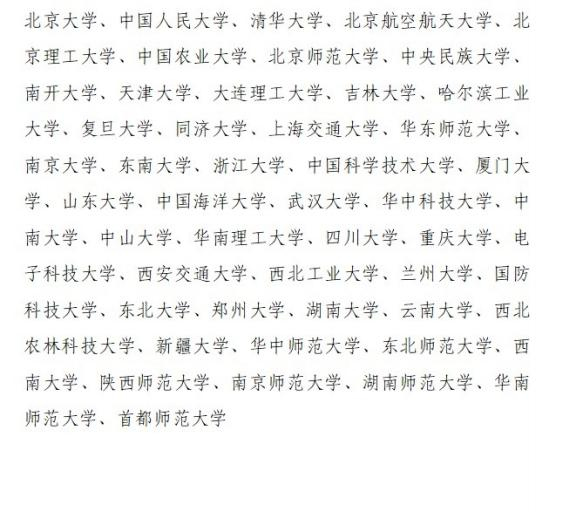 北京大学、中国人民大学、清华大学、北京航空航天大学、北
京理工大学、中国农业大学、北京师范大学、中央民族大学、
南开大学、天津大学、大连理工大学、吉林大学、哈尔滨工业
大学、复旦大学、同济大学、上海交通大学、华东师范大学、
南京大学、东南大学、浙江大学、中国科学技术大学、厦门大
学、山东大学、中国海洋大学、武汉大学、华中科技大学、中
南大学、中山大学、华南理工大学、四川大学、重庆大学、电
子科技大学、西安交通大学、西北工业大学、兰州大学、国防
科技大学、东北大学、郑州大学、湖南大学、云南大学、西北
农林科技大学、新疆大学、华中师范大学、东北师范大学、西
南大学、陕西师范大学、南京师范大学、湖南师范大学、华南
师范大学、首都师范大学